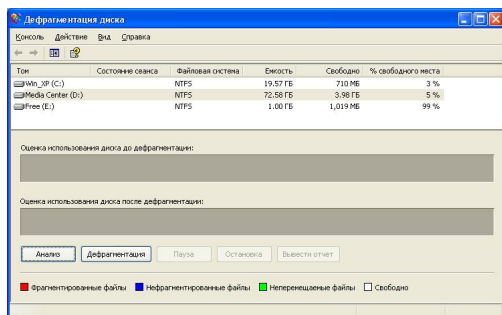 Дефрагментация диска
Консоль Действие Вид Справка
Том Состояние сеанса Файловая система Емкость Свободно % свободного места
Win_XP (C:) NTFS 19.57 ГБ 710 МБ 3 %
Media Center (D:) NTFS 72.58 ГБ 3.98 ГБ 5 %
Free (E:) NTFS 1.00 ГБ 1,019 МБ 99 %
Оценка использования диска до дефрагментации:
Оценка использования диска после дефрагментации:
Анализ Дефрагментация Пауза Остановка Вывести отчет
Фрагментированные файлы Нефрагментированные файлы Неперемещаемые файлы Свободно